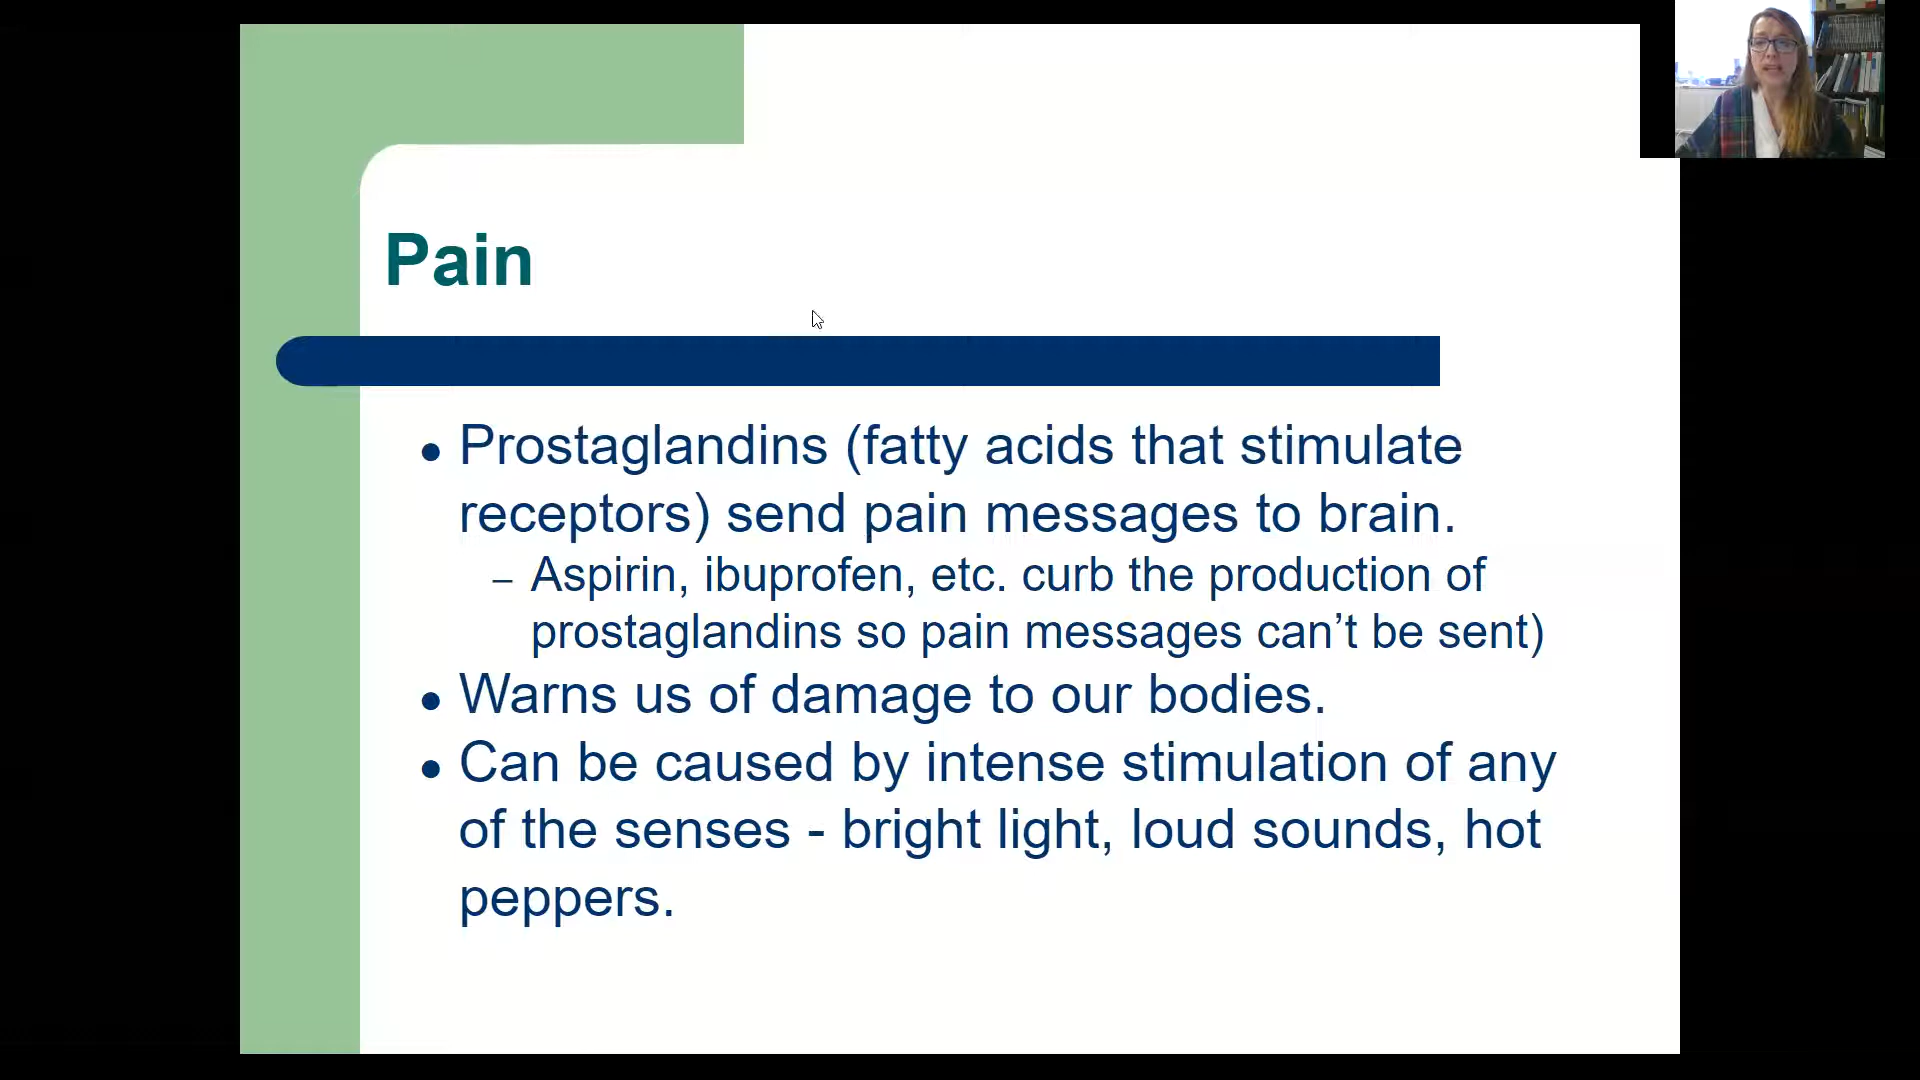 Pain
● Prostaglandins (fatty acids that stimulate
receptors) send pain messages to brain.
– Aspirin, ibuprofen, etc. curb the production of
prostaglandins so pain messages can’t be sent)
● Warns us of damage to our bodies.
● Can be caused by intense stimulation of any
of the senses - bright light, loud sounds, hot
peppers.